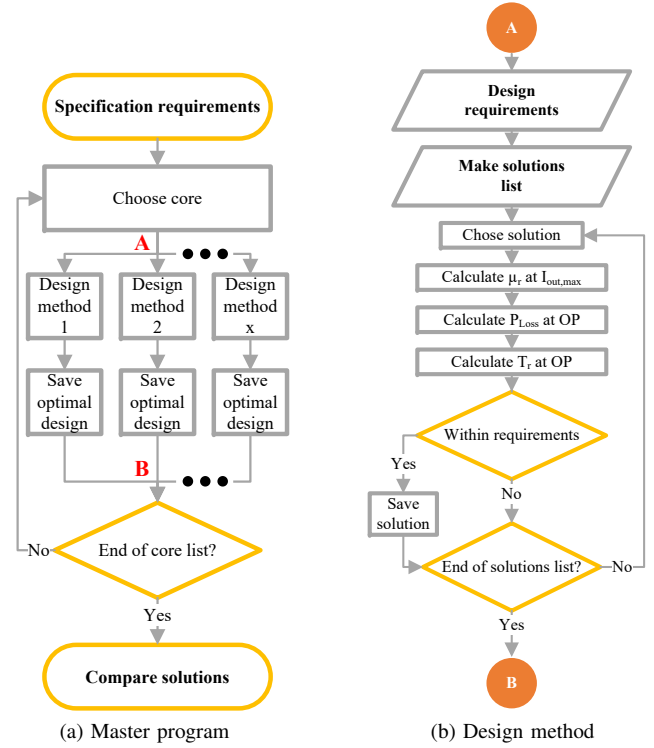 Specification requirements
Choose core
A
Design
method
1
Design
method
2
Design
method
x
Save
optimal
design
Save
optimal
design
Save
optimal
design
B
End of core list?
No
Yes
Compare solutions
(a) Master program
A
Design
requirements
Make solutions
list
Chose solution
Calculate μr at Iout,max
Calculate PLoss at OP
Calculate Tr at OP
Within requirements
Yes
No
Save
solution
End of solutions list?
No
Yes
B
(b) Design method